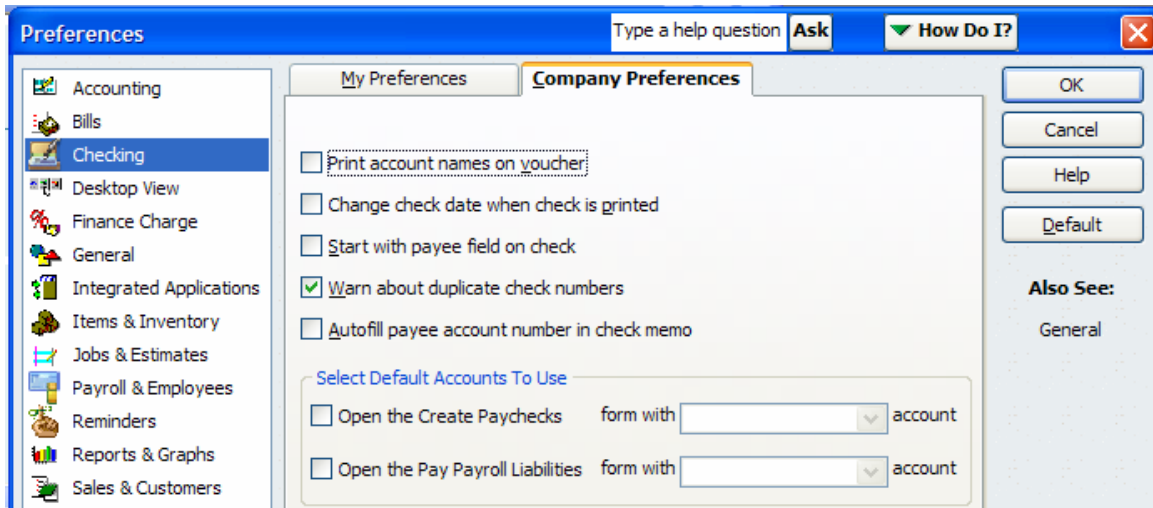 Preferences
Type a help question Ask
How Do I?
Accounting
Bills
Checking
Desktop View
Finance Charge
General
Integrated Applications
Items & Inventory
Jobs & Estimates
Payroll & Employees
Reminders
Reports & Graphs
Sales & Customers
My Preferences
Company Preferences
Print account names on voucher
Change check date when check is printed
Start with payee field on check
Warn about duplicate check numbers
Autofill payee account number in check memo
Select Default Accounts To Use
Open the Create Paychecks form with account
Open the Pay Payroll Liabilities form with account
OK
Cancel
Help
Default
Also See:
General